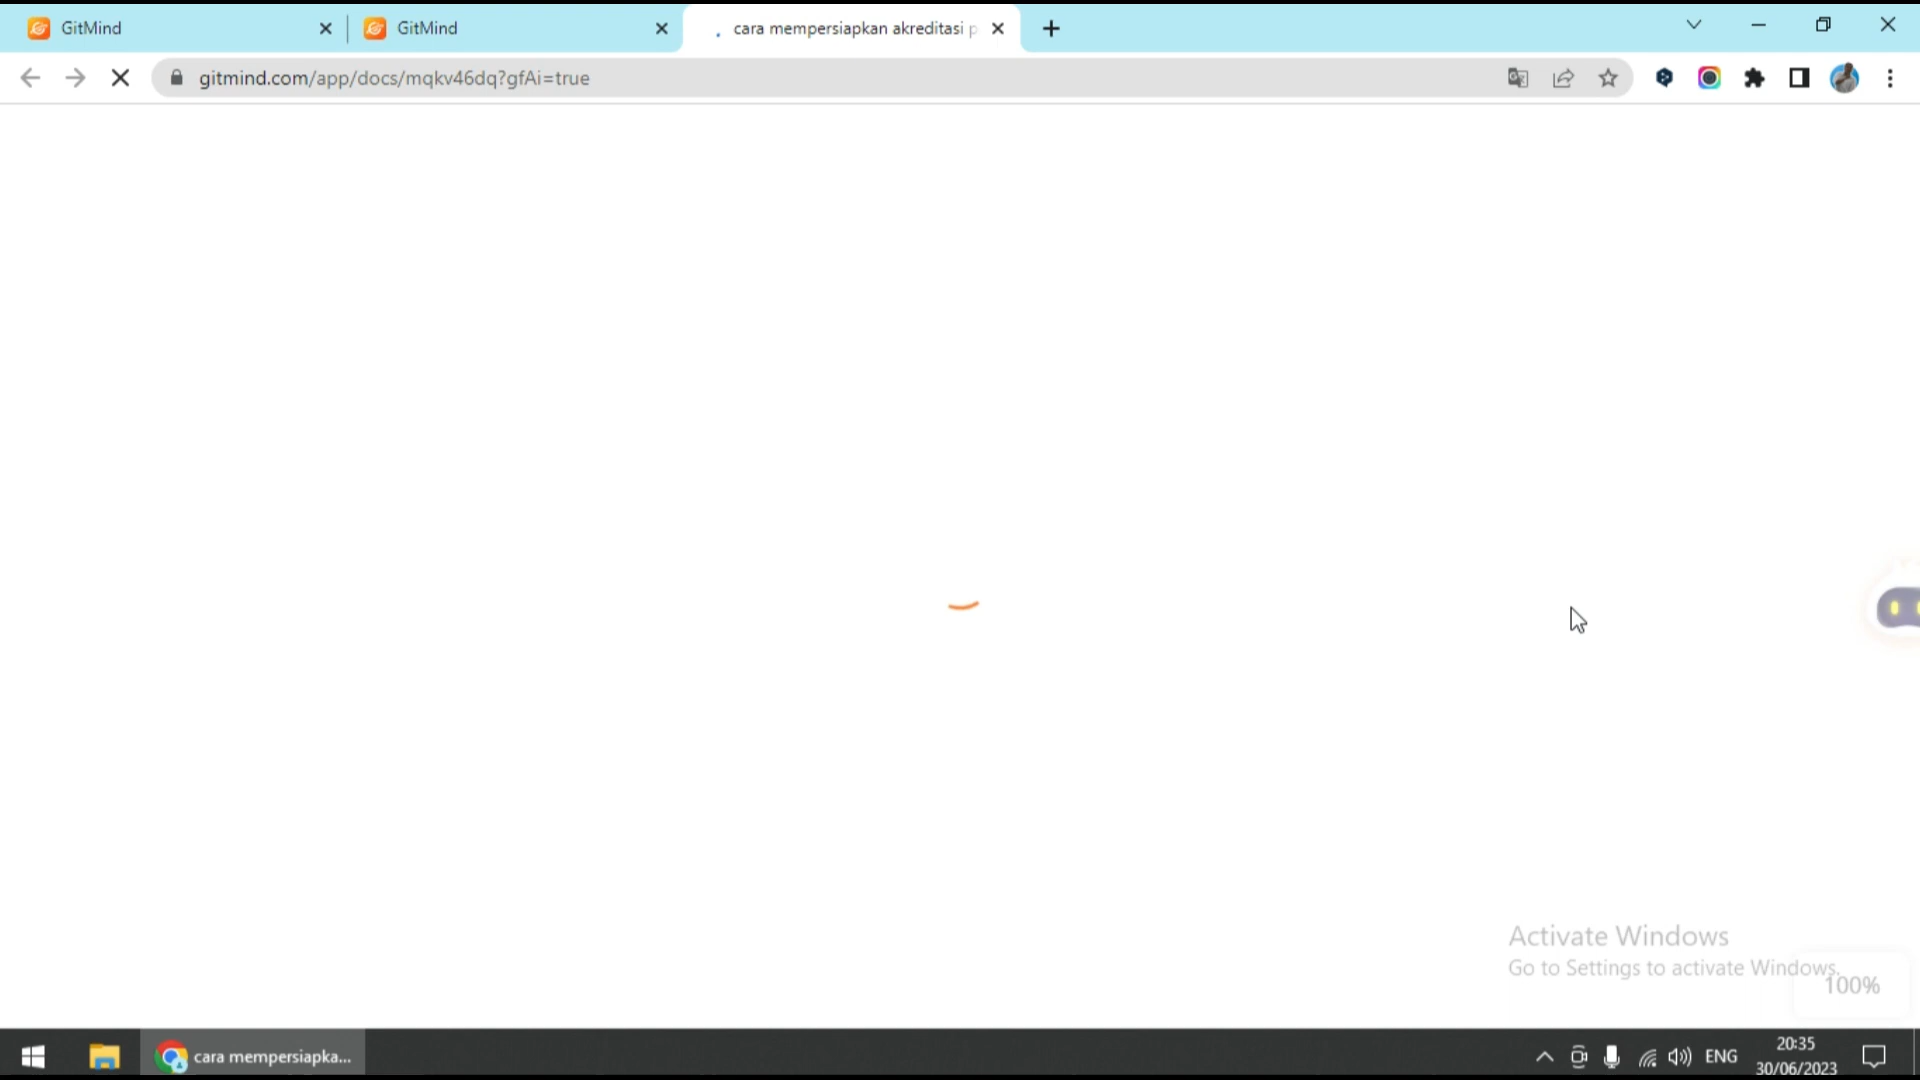 GitMind
GitMind
cara mempersiapkan akreditasi p
gitmind.com/app/docs/mqkv46dq?gfAi=true
Activate Windows
Go to Settings to activate Windows.
100%
cara mempersiapka...
ENG
20:35
30/06/2023